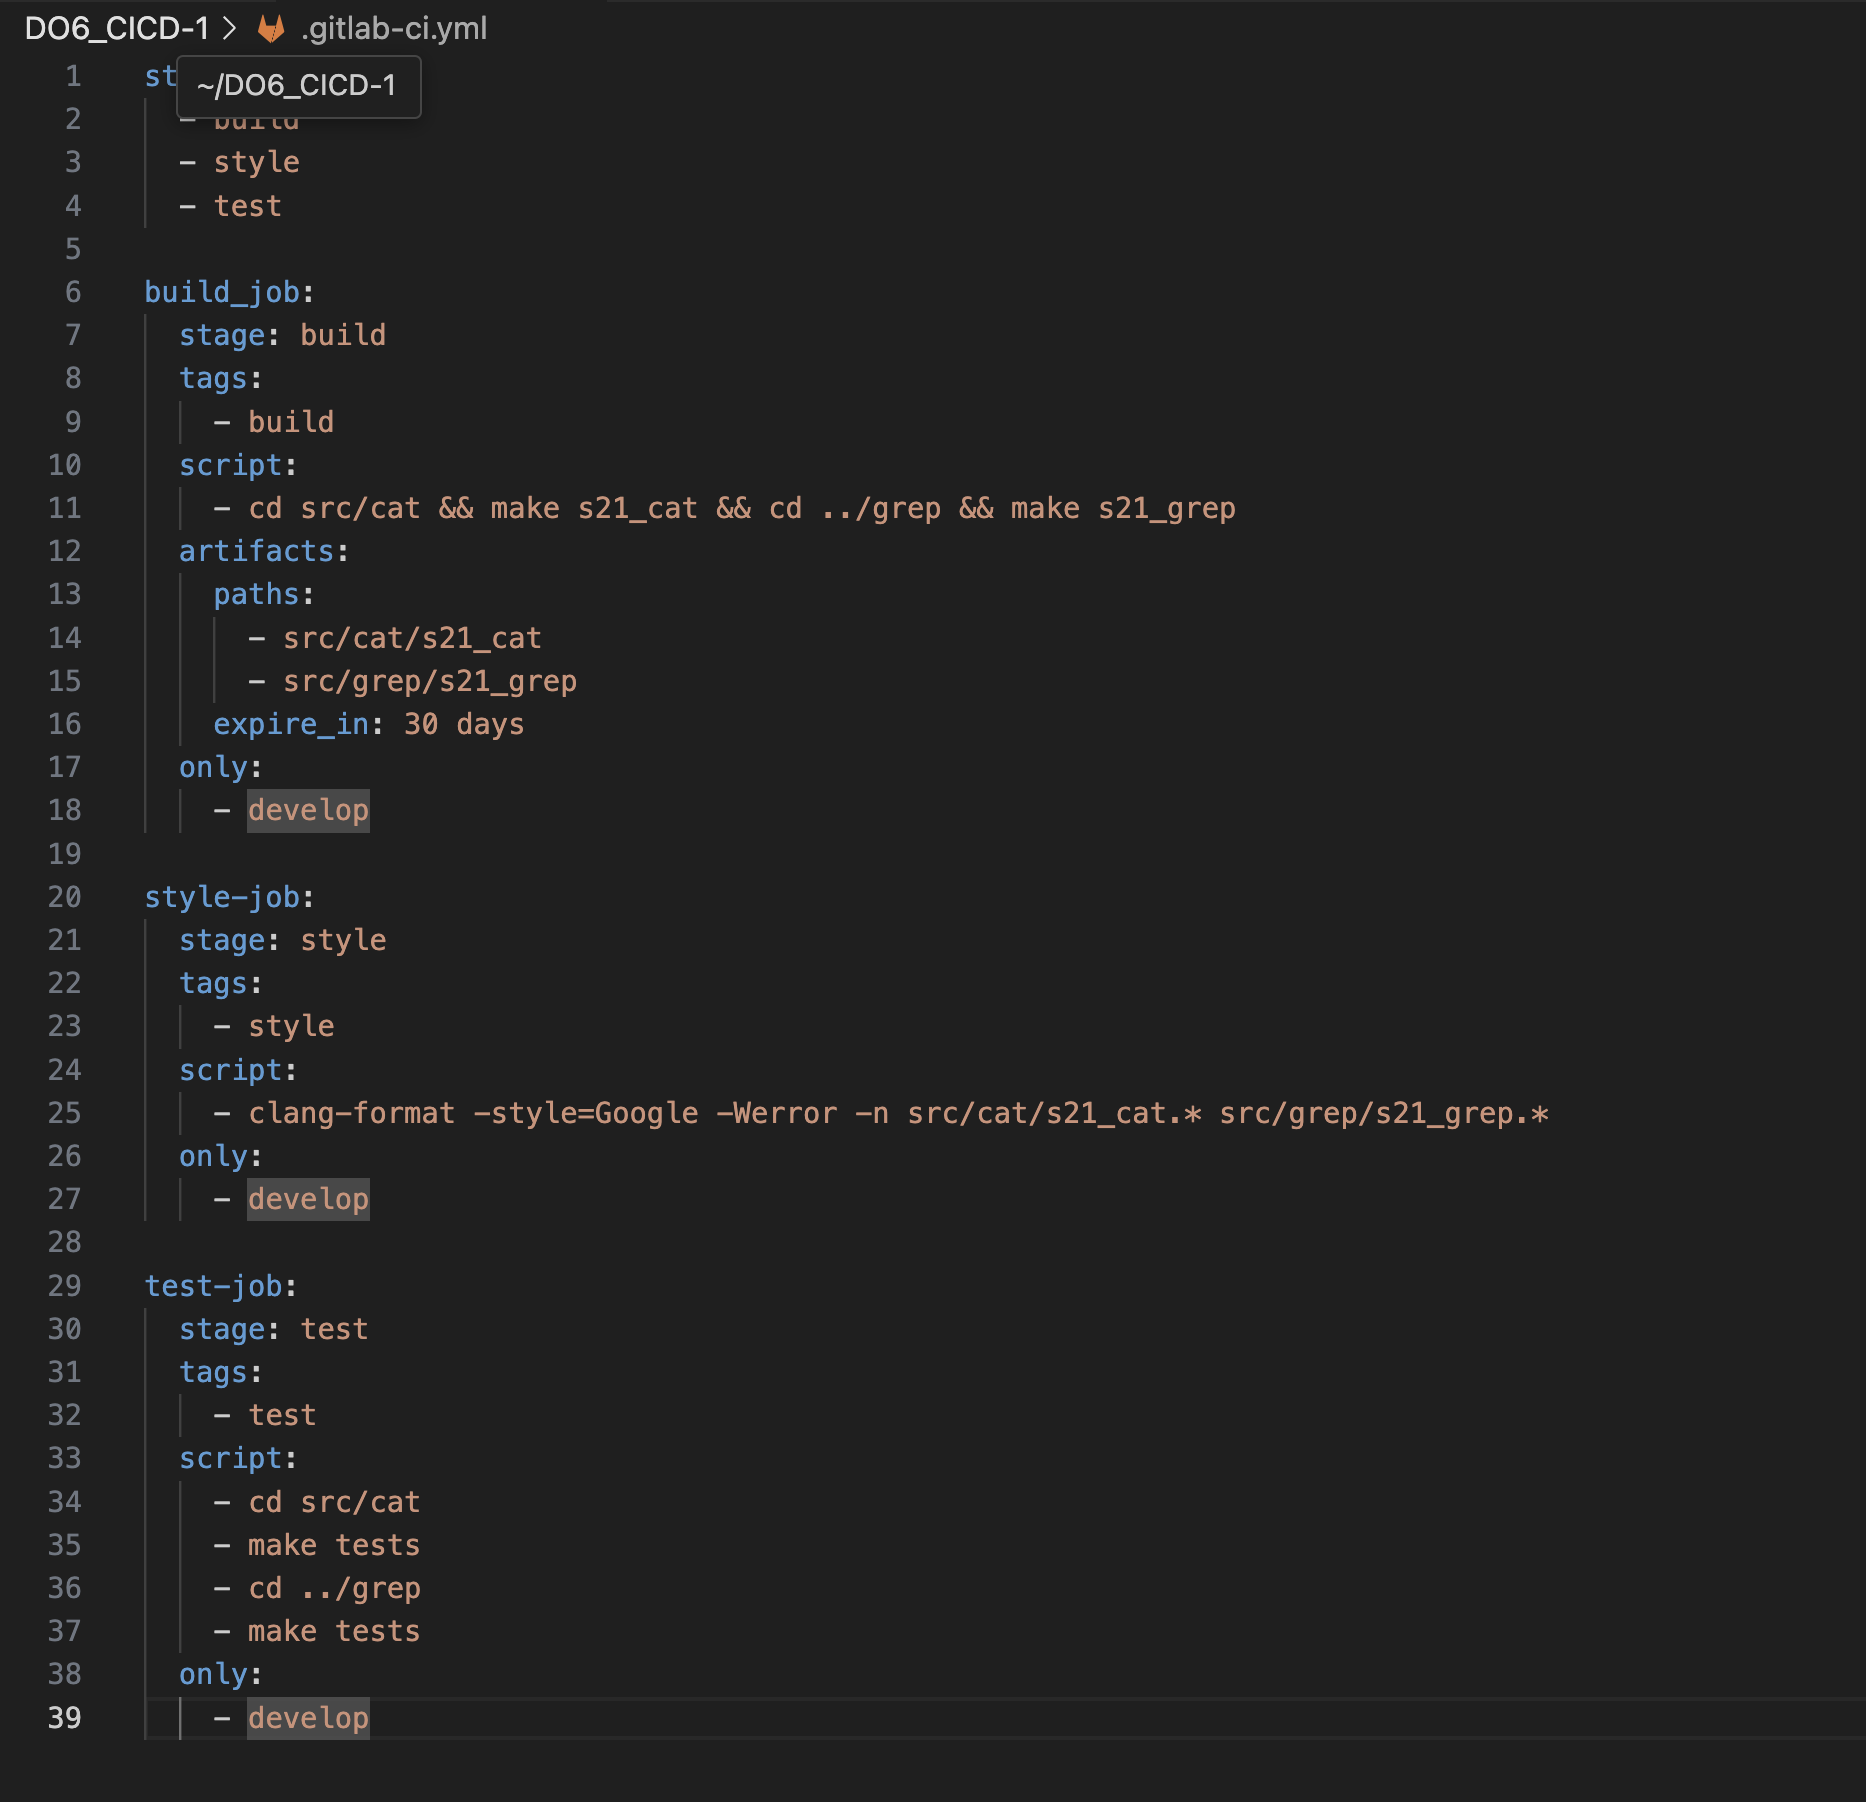 DO6_CICD-1 > .gitlab-ci.yml
~/DO6_CICD-1
1 st
2 - build
3 - style
4 - test
5
6 build_job:
7 stage: build
8 tags:
9 - build
10 script:
11 - cd src/cat && make s21_cat && cd ../grep && make s21_grep
12 artifacts:
13 paths:
14 - src/cat/s21_cat
15 - src/grep/s21_grep
16 expire_in: 30 days
17 only:
18 - develop
19
20 style-job:
21 stage: style
22 tags:
23 - style
24 script:
25 - clang-format -style=Google -Werror -n src/cat/s21_cat.* src/grep/s21_grep.*
26 only:
27 - develop
28
29 test-job:
30 stage: test
31 tags:
32 - test
33 script:
34 - cd src/cat
35 - make tests
36 - cd ../grep
37 - make tests
38 only:
39 - develop